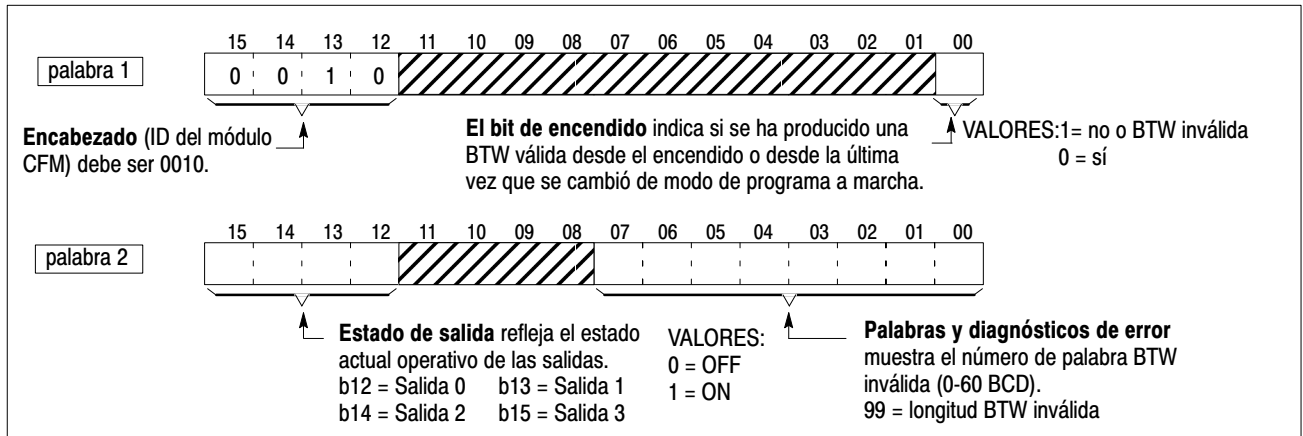 15 14 13 12 11 10 09 08 07 06 05 04 03 02 01 00
palabra 1
0 0 1 0
Encabezado (ID del módulo
CFM) debe ser 0010.
El bit de encendido indica si se ha producido una
BTW válida desde el encendido o desde la última
vez que se cambió de modo de programa a marcha.
VALORES:1= no o BTW inválida
0 = sí
15 14 13 12 11 10 09 08 07 06 05 04 03 02 01 00
palabra 2
Estado de salida refleja el estado
actual operativo de las salidas.
b12 = Salida 0 b13 = Salida 1
b14 = Salida 2 b15 = Salida 3
VALORES:
0 = OFF
1 = ON
Palabras y diagnósticos de error
muestra el número de palabra BTW
inválida (0-60 BCD).
99 = longitud BTW inválida